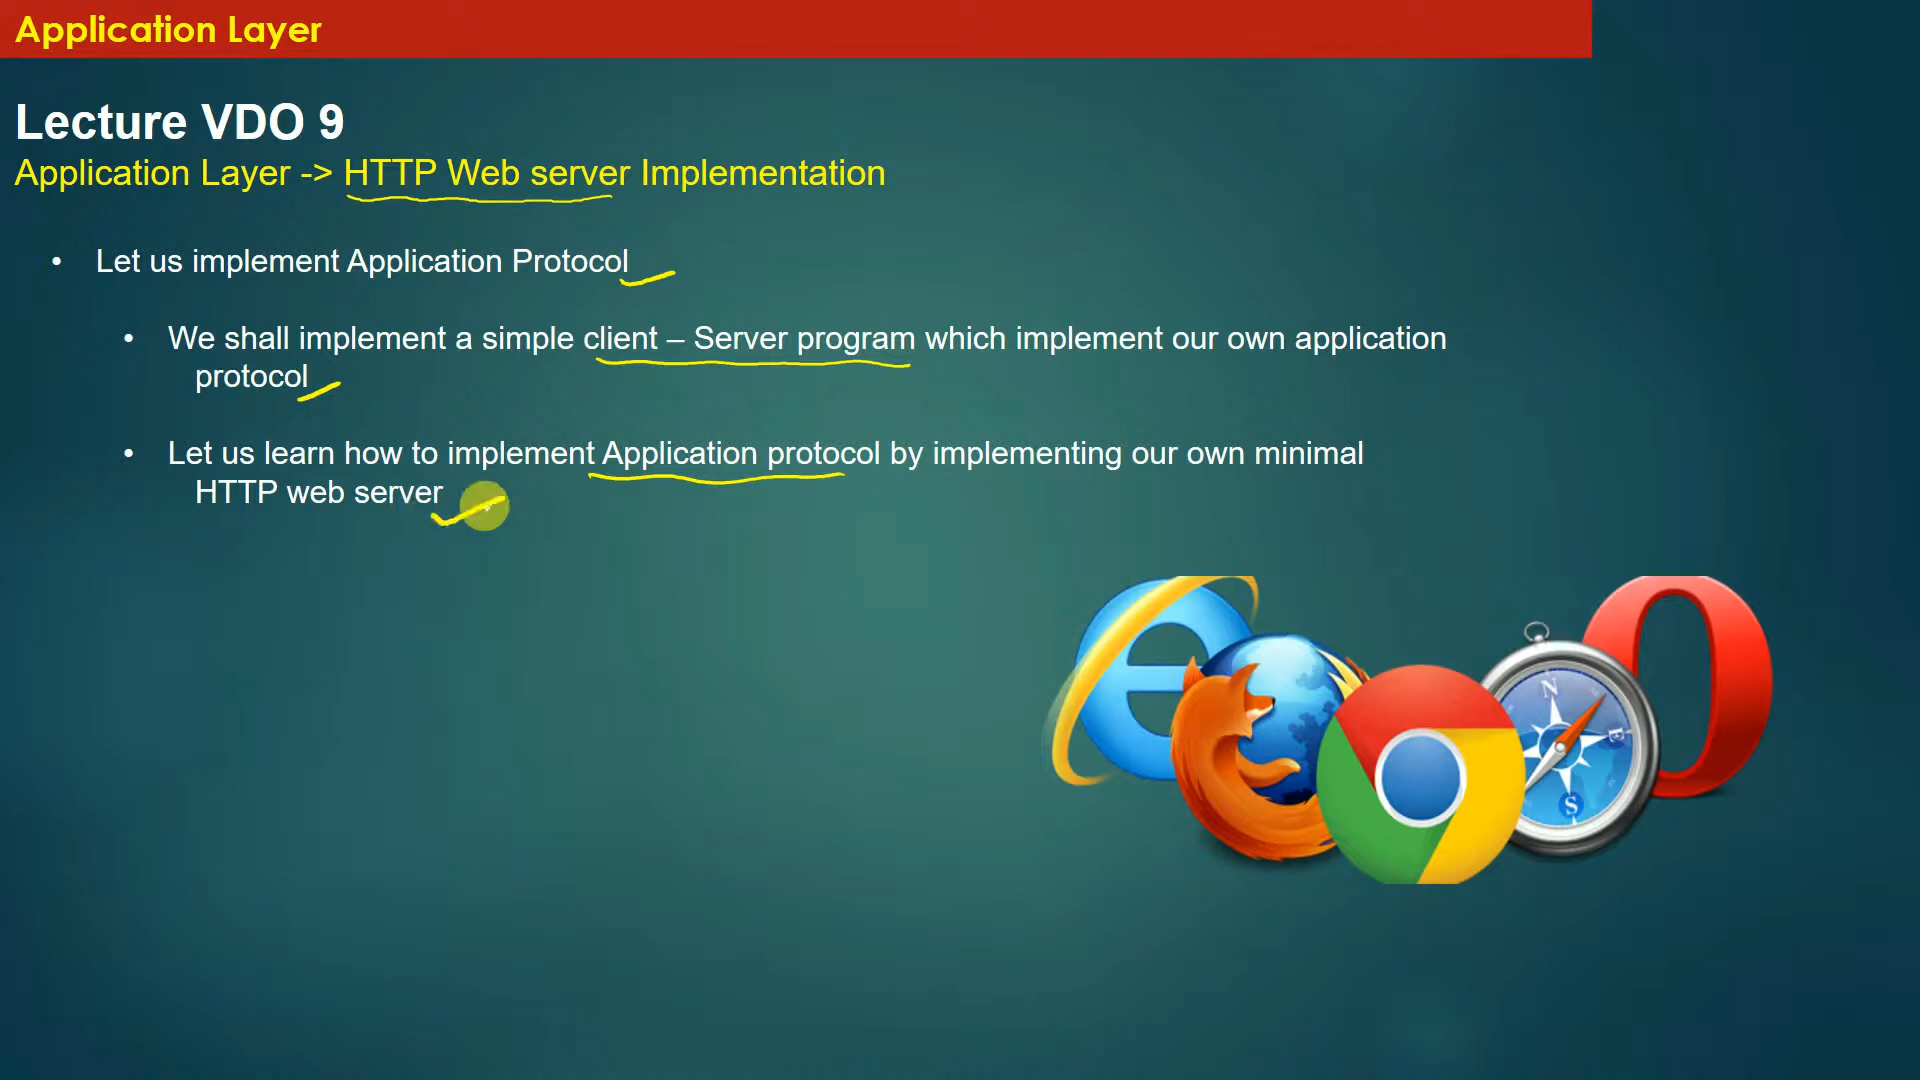 Application Layer
Lecture VDO 9
Application Layer -> HTTP Web server Implementation
• Let us implement Application Protocol
• We shall implement a simple client – Server program which implement our own application
protocol
• Let us learn how to implement Application protocol by implementing our own minimal
HTTP web server
N
E
S